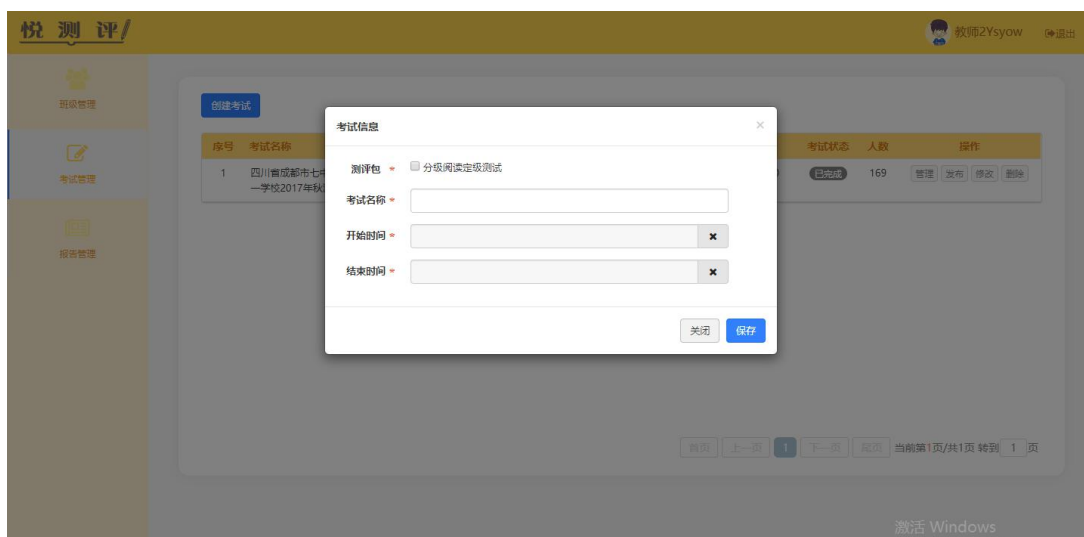 悦 测 评
教师2Ysyow 退出
班级管理
考试管理
报告管理
创建考试
序号 考试名称 考试状态 人数 操作
1 四川省成都市七中 已完成 169 管理 发布 修改 删除
一学校2017年秋
考试信息 ×
测评包 * 分级阅读定级测试
考试名称 *
开始时间 * ×
结束时间 * ×
关闭 保存
首页 上一页 1 下一页 尾页 当前第1页/共1页 转到 1 页
激活 Windows